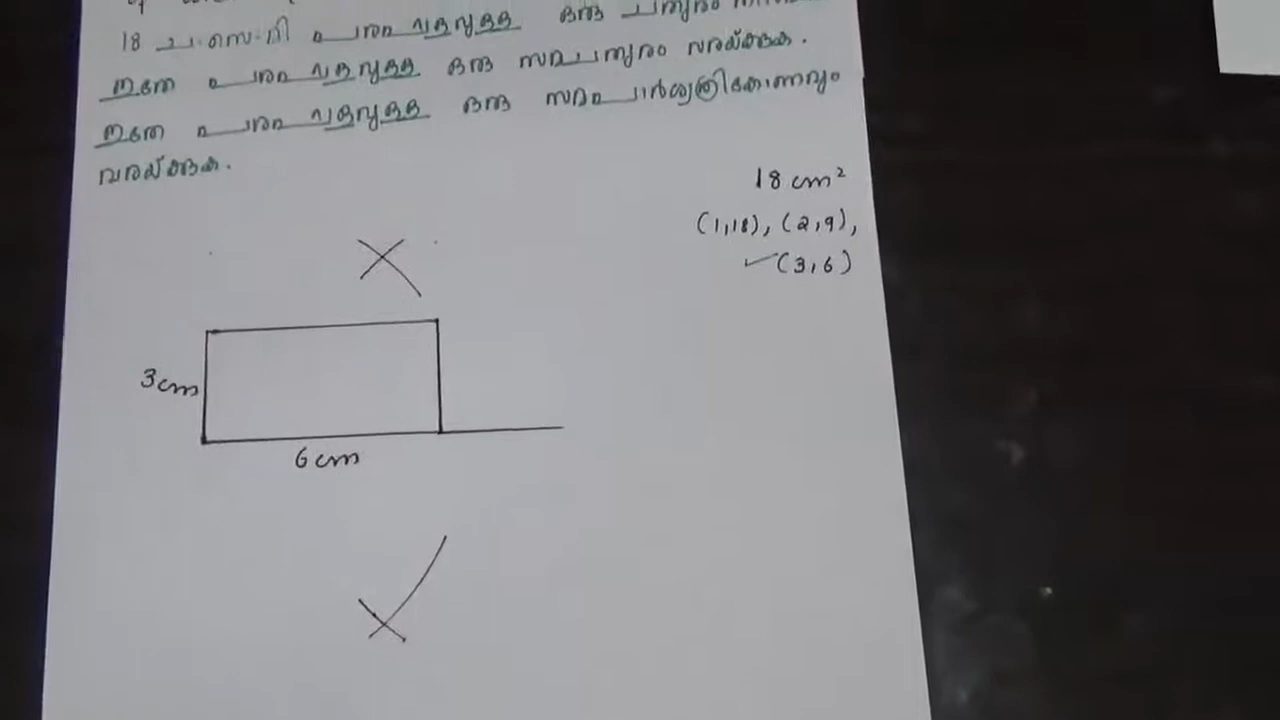 18 ച.സെ.മി പരപ്പളവുള്ള ഒരു ചതുരം
ഇതേ പരപ്പളവുള്ള ഒരു സമചതുരം വരയ്ക്കുക.
ഇതേ പരപ്പളവുള്ള ഒരു സമപാർശ്വത്രികോണവും
വരയ്ക്കുക.
18 cm²
(1,18), (2,9),
✓(3,6)
3cm
6cm